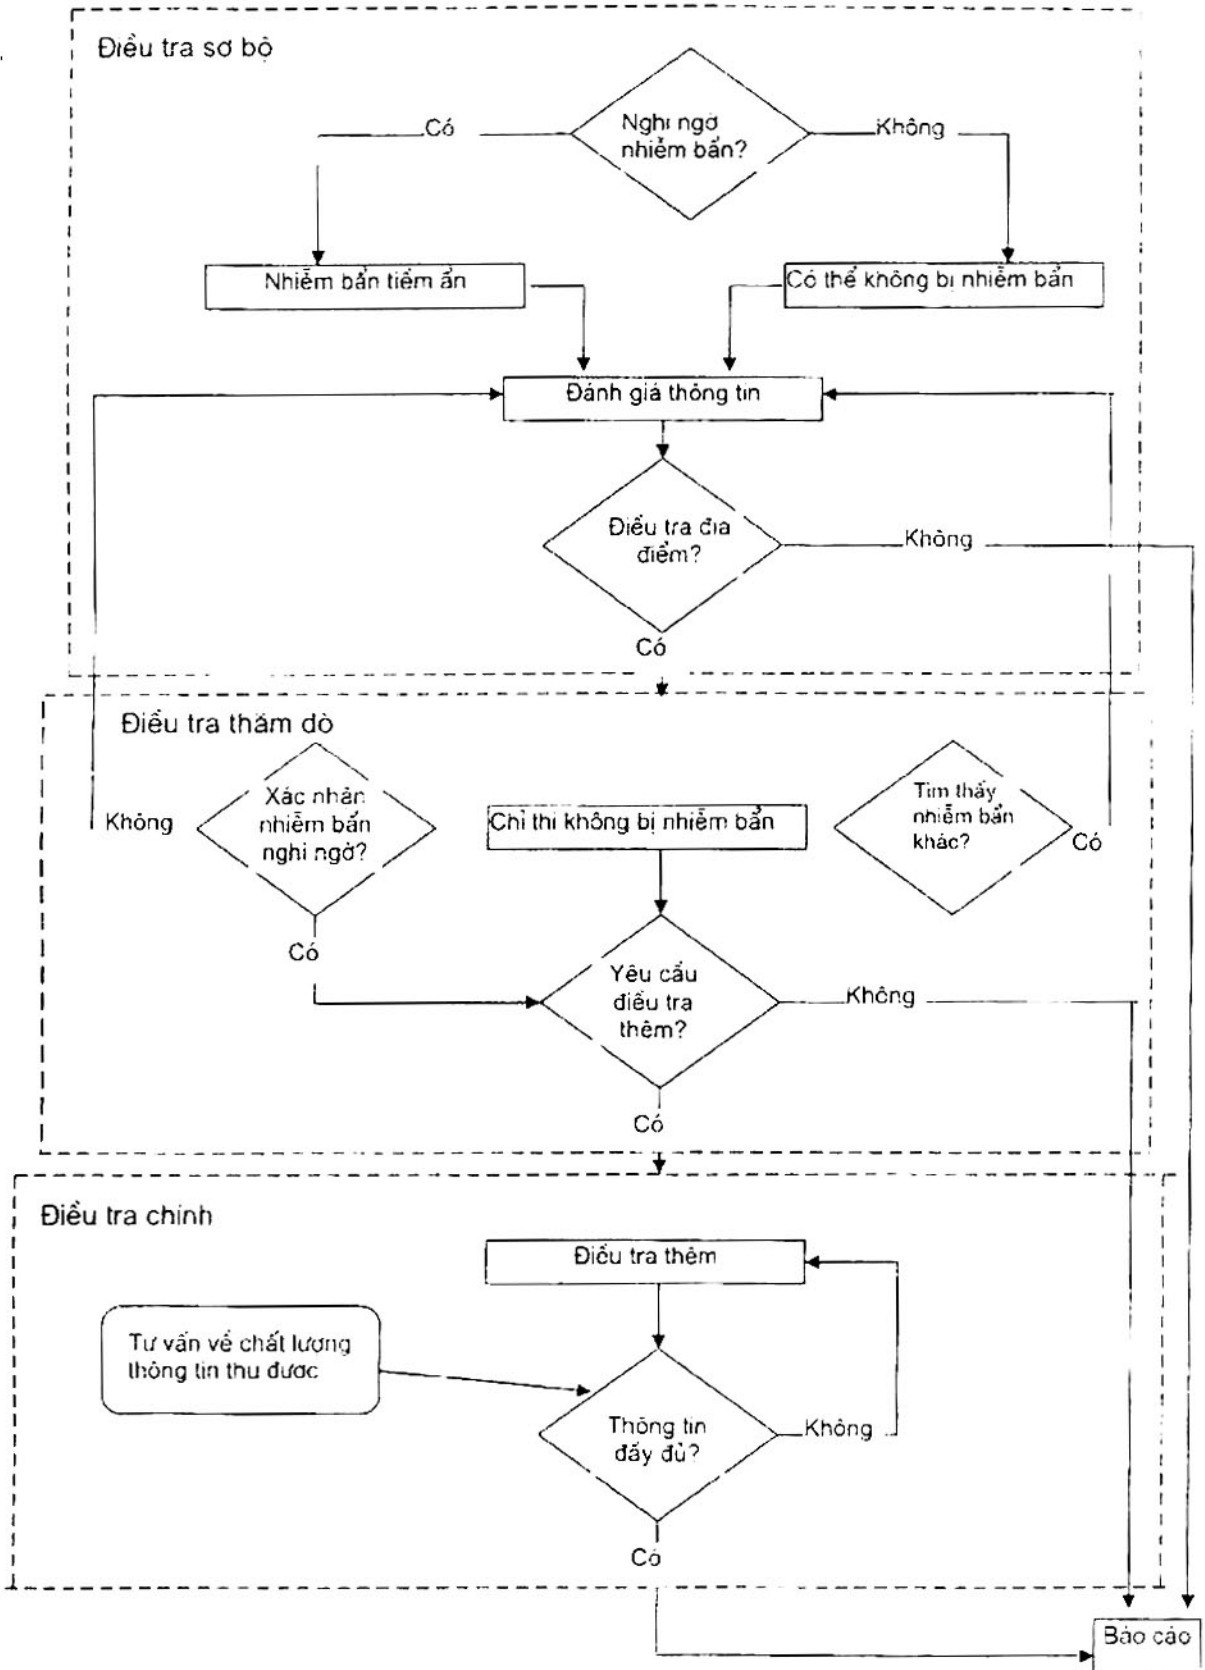 Điều tra sơ bộ
Có
Nghi ngờ
nhiễm bẩn?
Không
Nhiễm bẩn tiềm ẩn
Có thể không bị nhiễm bẩn
Đánh giá thông tin
Điều tra địa
điểm?
Không
Có
Điều tra thăm dò
Xác nhận
nhiễm bẩn
nghi ngờ?
Không
Chỉ thị không bị nhiễm bẩn
Tìm thấy
nhiễm bẩn
khác?
Có
Có
Yêu cầu
điều tra
thêm?
Không
Có
Điều tra chính
Điều tra thêm
Tư vấn về chất lượng
thông tin thu được
Thông tin
đầy đủ?
Không
Có
Báo cáo